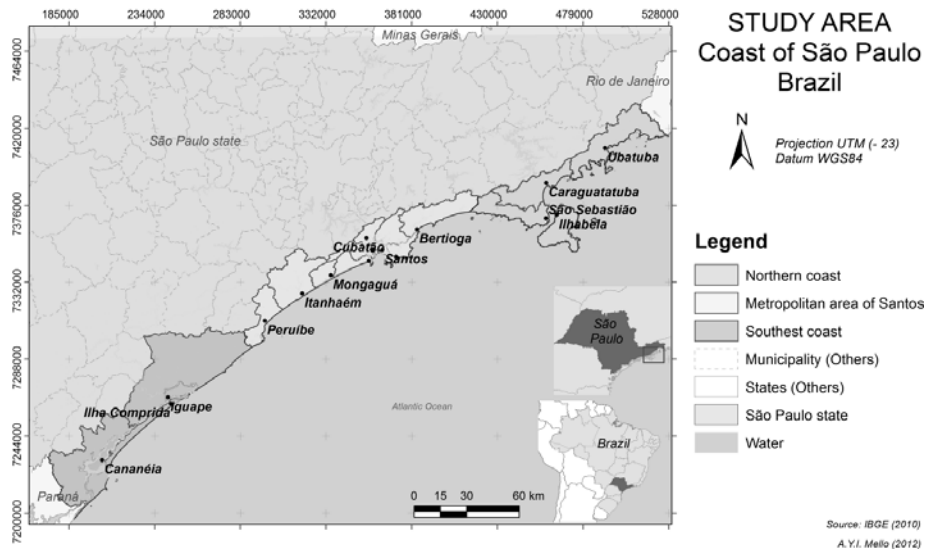 185000 234000 283000 332000 381000 430000 479000 528000
7464000
7420000
7376000
7332000
7288000
7244000
7200000
Minas Gerais
Rio de Janeiro
São Paulo state
Ubatuba
Caraguatatuba
São Sebastião
Ilhabela
Bertioga
Cubatão
Santos
Mongaguá
Itanhaém
Peruíbe
Iguape
Ilha Comprida
Cananéia
Paraná
Atlantic Ocean
0 15 30 60 km
São
Paulo
Brazil
STUDY AREA
Coast of São Paulo
Brazil
N
Projection UTM (- 23)
Datum WGS84
Legend
Northern coast
Metropolitan area of Santos
Southest coast
Municipality (Others)
States (Others)
São Paulo state
Water
Source: IBGE (2010)
A.Y.I. Mello (2012)